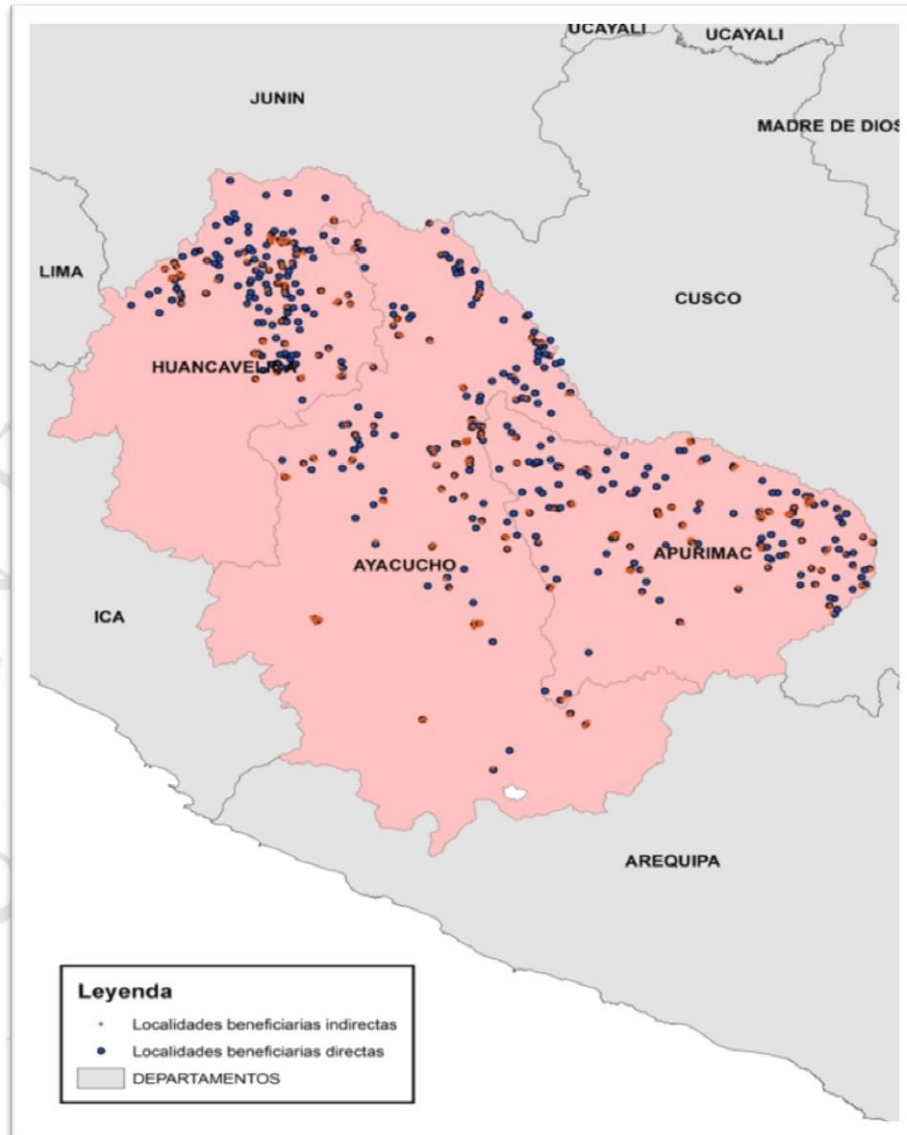 UCAYALI
UCAYALI
JUNIN
MADRE DE DIOS
LIMA
CUSCO
HUANCAVELICA
AYACUCHO
APURIMAC
ICA
AREQUIPA
Leyenda
Localidades beneficiarias indirectas
Localidades beneficiarias directas
DEPARTAMENTOS